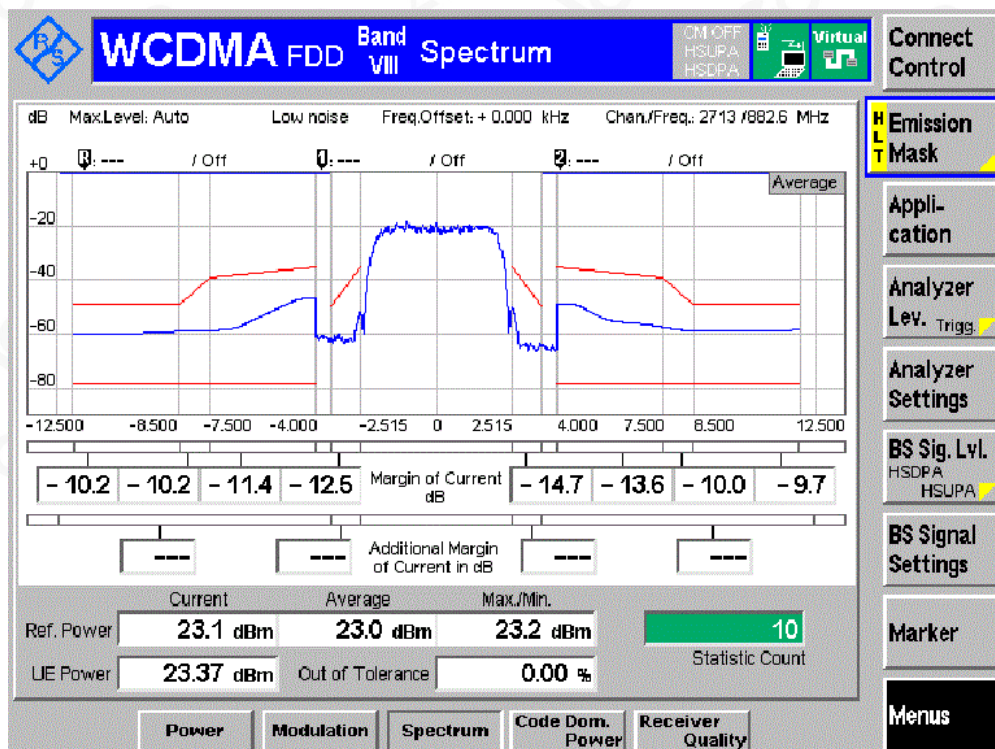 R/S
WCDMA FDD Band VIII Spectrum
CM OFF
HSUPA
HSDPA
Virtual
Connect Control
dB Max.Level: Auto Low noise Freq.Offset: + 0.000 kHz Chan./Freq.: 2713 /882.6 MHz
H
L
T
Emission Mask
+0 R: --- / Off 1: --- / Off 2: --- / Off
Average
Appli-
cation
-20
-40
-60
-80
Analyzer
Lev. Trigg.
Analyzer
Settings
-12.500 -8.500 -7.500 -4.000 -2.515 0 2.515 4.000 7.500 8.500 12.500
BS Sig. Lvl.
HSDPA
HSUPA
- 10.2 - 10.2 - 11.4 - 12.5 Margin of Current dB - 14.7 - 13.6 - 10.0 - 9.7
--- --- Additional Margin of Current in dB --- ---
BS Signal
Settings
Current Average Max./Min.
Ref. Power 23.1 dBm 23.0 dBm 23.2 dBm 10
Statistic Count
UE Power 23.37 dBm Out of Tolerance 0.00 %
Marker
Power Modulation Spectrum Code Dom. Power Receiver Quality
Menus